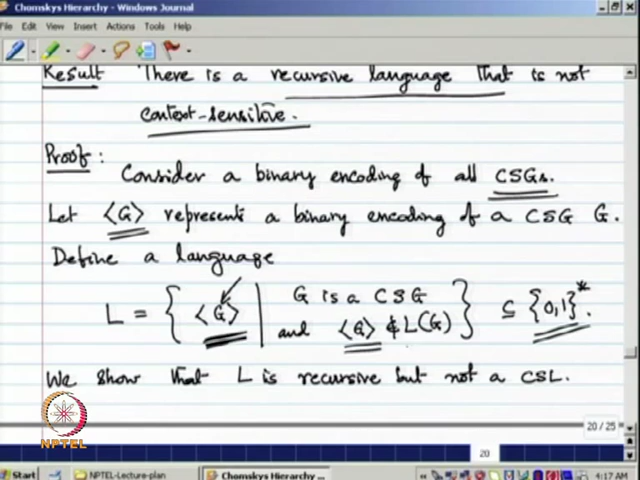 Chomskys Hierarchy - Windows Journal
File Edit View Insert Actions Tools Help
Result There is a recursive language that is not
context-sensitive.
Proof:
Consider a binary encoding of all CSGs.
Let <G> represents a binary encoding of a CSG G.
Define a language
L = { <G> | G is a CSG and <G> ∉ L(G) } ⊆ {0,1}*.
We show that L is recursive but not a CSL.
NPTEL
20 / 25
20
Start NPTEL-Lecture-plan Chomskys Hierarchy - ... 4:17 AM